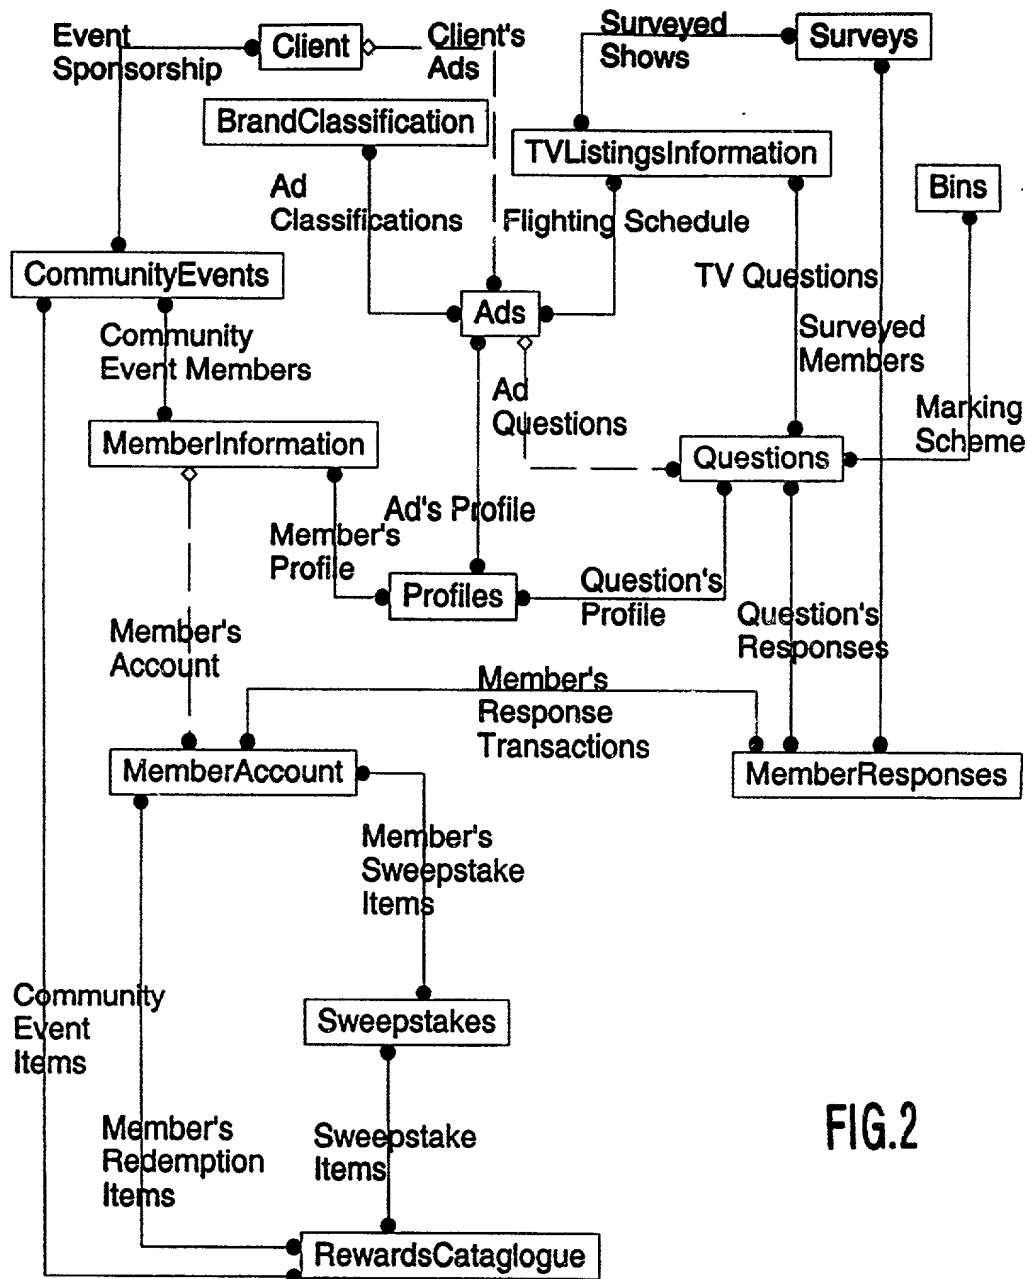 Event
Sponsorship
Client
Client's
Ads
Surveyed
Shows
Surveys
BrandClassification
TVListingsInformation
Bins
Ad
Classifications
Flighting Schedule
CommunityEvents
TV Questions
Ads
Community
Event Members
Surveyed
Members
Ad
Questions
Marking
Scheme
MemberInformation
Questions
Ad's Profile
Member's
Profile
Profiles
Question's
Profile
Question's
Responses
Member's
Account
Member's
Response
Transactions
MemberAccount
MemberResponses
Member's
Sweepstake
Items
Community
Event
Items
Sweepstakes
Member's
Redemption
Items
Sweepstake
Items
FIG.2
RewardsCataglogue